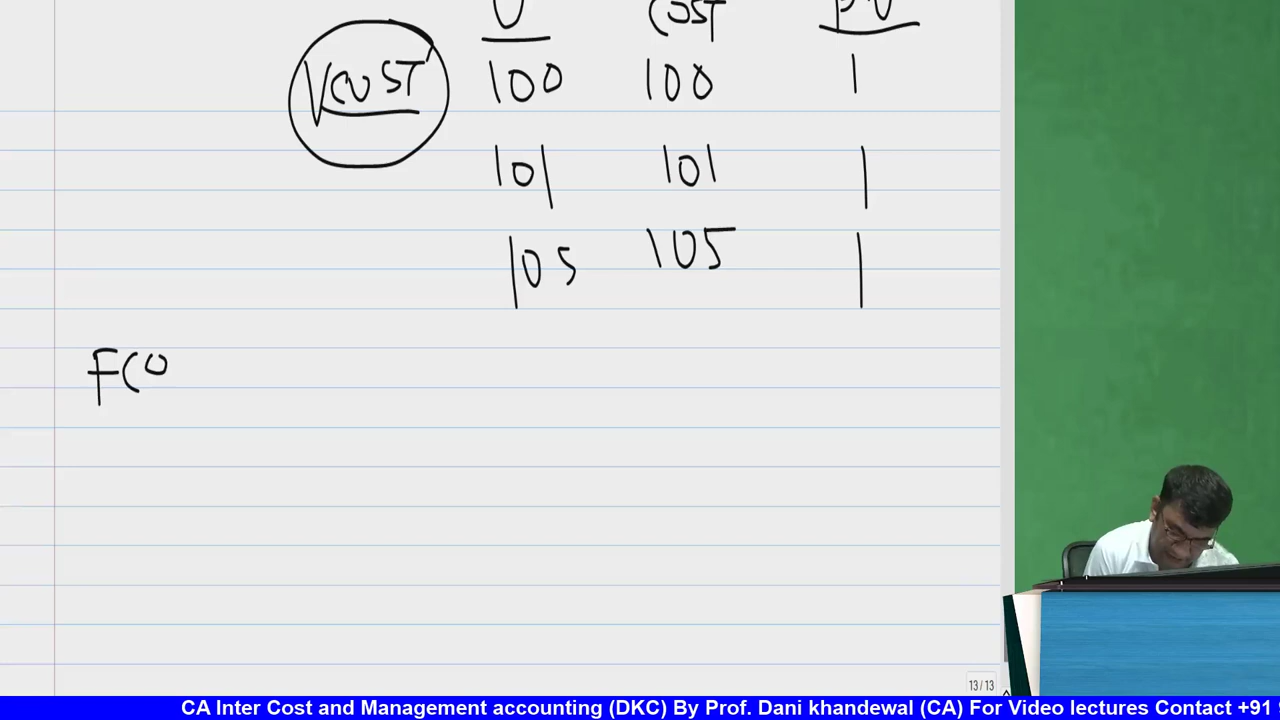 U COST P.U
VCOST 100 100 1
101 101 1
105 105 1
FCO
13/13
CA Inter Cost and Management accounting (DKC) By Prof. Dani khandewal (CA) For Video lectures Contact +91